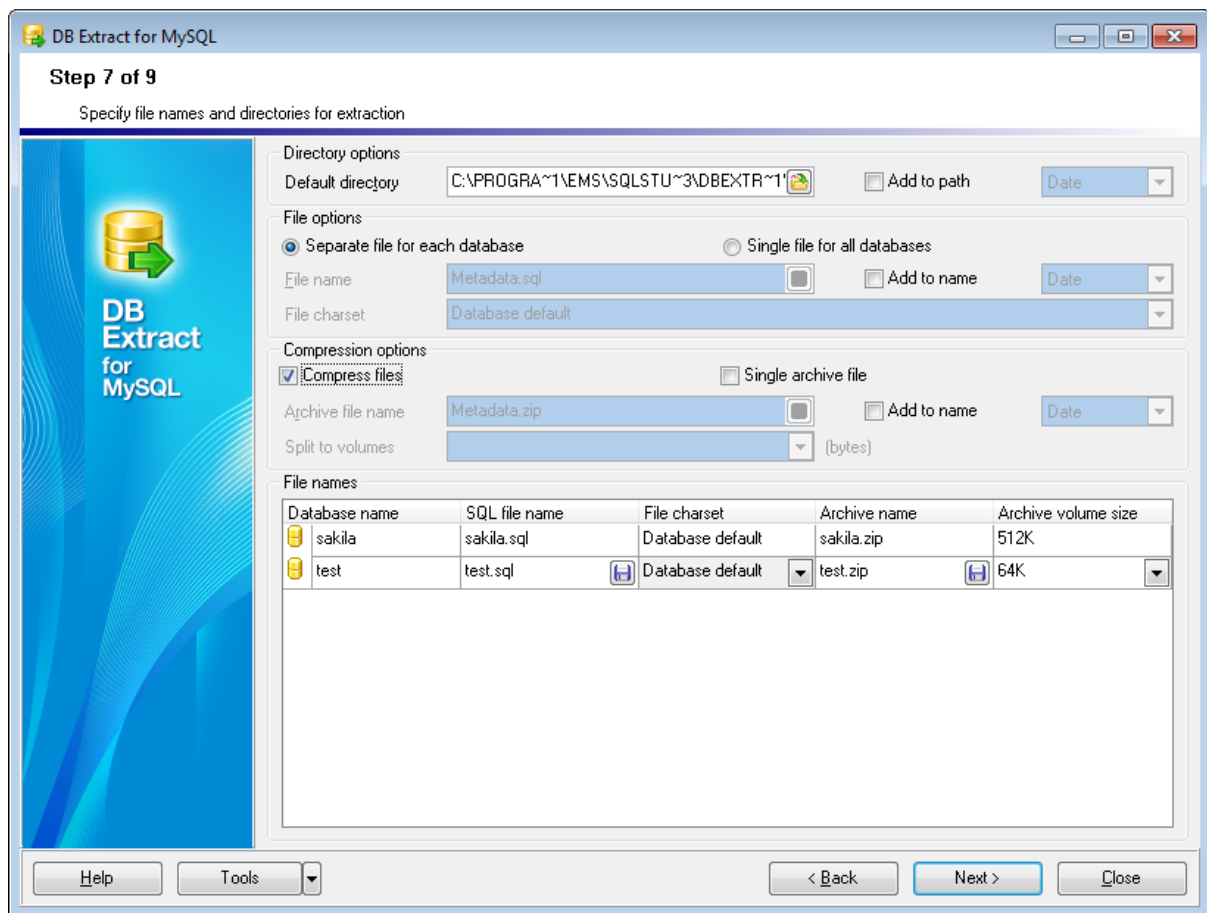 DB Extract for MySQL
Step 7 of 9
Specify file names and directories for extraction
DB
Extract
for
MySQL
Directory options
Default directory C:\PROGRA~1\EMS\SQLSTU~3\DBEXTR~1' Add to path Date
File options
Separate file for each database Single file for all databases
File name Metadata.sql Add to name Date
File charset Database default
Compression options
Compress files Single archive file
Archive file name Metadata.zip Add to name Date
Split to volumes (bytes)
File names
Database name SQL file name File charset Archive name Archive volume size
sakila sakila.sql Database default sakila.zip 512K
test test.sql Database default test.zip 64K
Help Tools < Back Next > Close